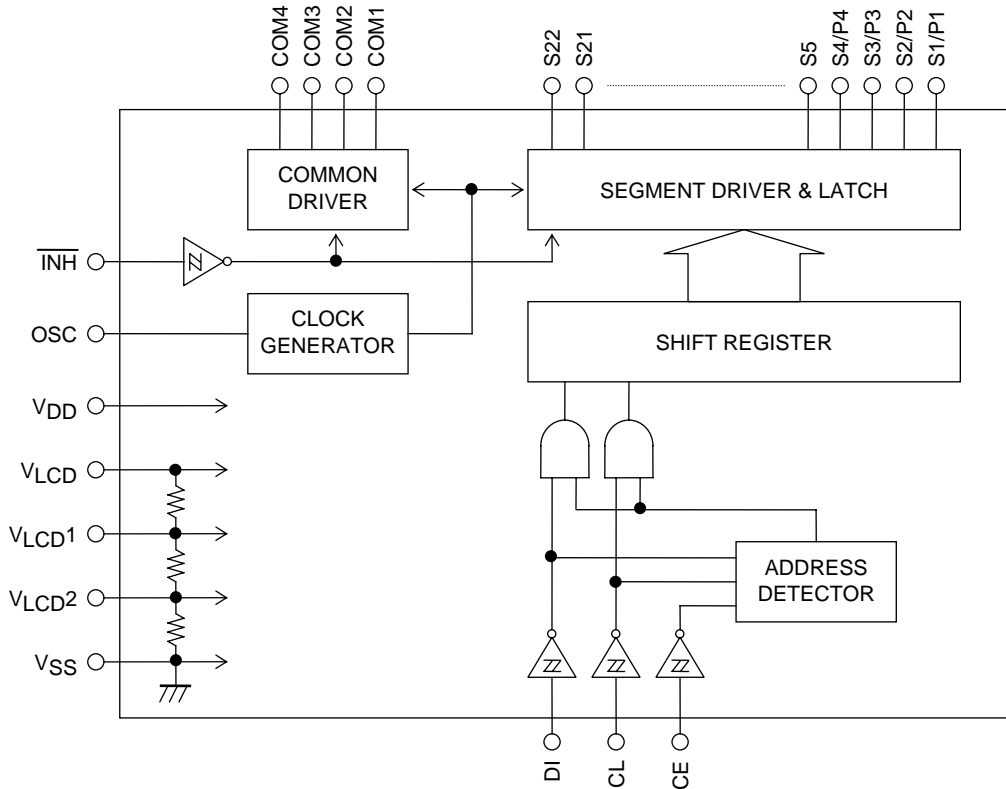 COM4
COM3
COM2
COM1
S22
S21
S5
S4/P4
S3/P3
S2/P2
S1/P1
COMMON
DRIVER
SEGMENT DRIVER & LATCH
INH
OSC
CLOCK
GENERATOR
SHIFT REGISTER
VDD
VLCD
VLCD1
VLCD2
VSS
ADDRESS
DETECTOR
DI
CL
CE